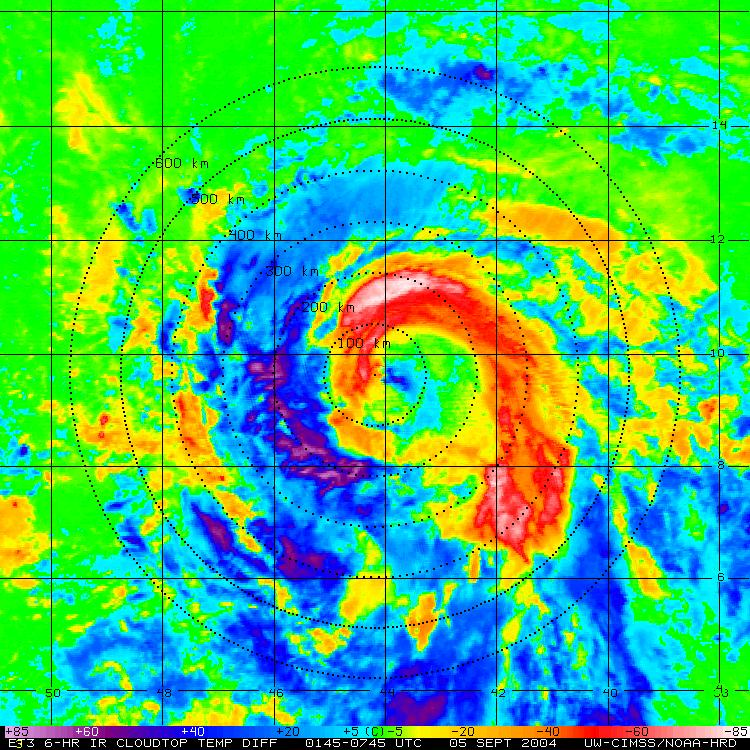 14
600 km
500 km
400 km
12
300 km
200 km
100 km
10
8
6
50 48 46 44 42 40 4
+85 +60 +40 +20 +5 (C) -5 -20 -40 -60 -85
6-HR IR CLOUDTOP TEMP DIFF 0145-0745 UTC 05 SEPT 2004 UW-CIMSS/NOAA HRD